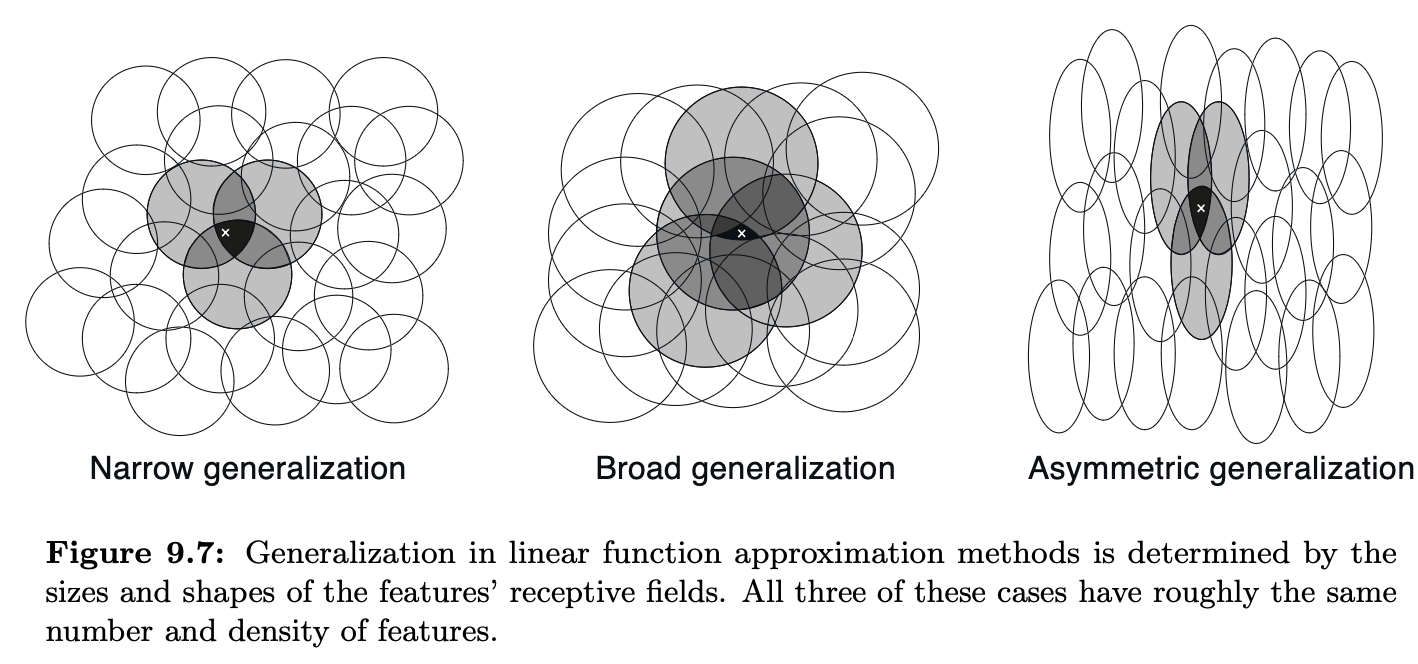 Narrow generalization
Broad generalization
Asymmetric generalization
Figure 9.7: Generalization in linear function approximation methods is determined by the
sizes and shapes of the features’ receptive fields. All three of these cases have roughly the same
number and density of features.